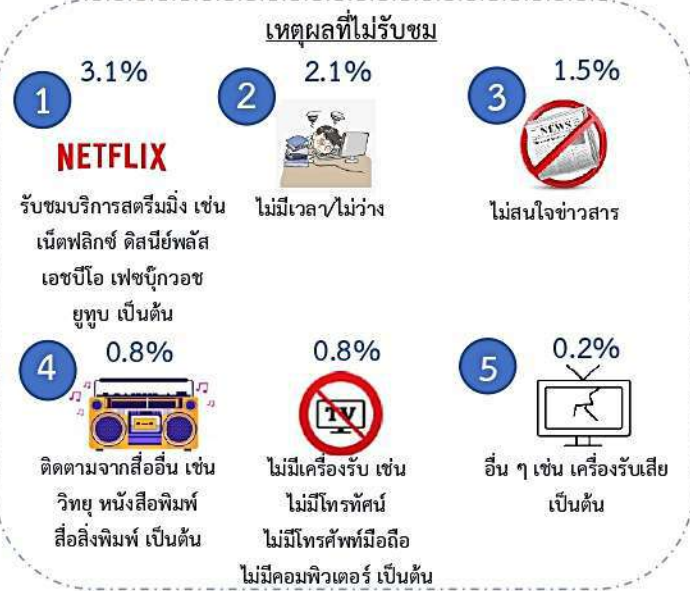 เหตุผลที่ไม่รับชม
1
3.1%
NETFLIX
รับชมบริการสตรีมมิ่ง เช่น
เน็ตฟลิกซ์ ดิสนีย์พลัส
เอชบีโอ เฟซบุ๊กวอช
ยูทูบ เป็นต้น
2
2.1%
ไม่มีเวลา/ไม่ว่าง
3
1.5%
NEWS
ไม่สนใจข่าวสาร
4
0.8%
ติดตามจากสื่ออื่น เช่น
วิทยุ หนังสือพิมพ์
สื่อสิ่งพิมพ์ เป็นต้น
0.8%
TV
ไม่มีเครื่องรับ เช่น
ไม่มีโทรทัศน์
ไม่มีโทรศัพท์มือถือ
ไม่มีคอมพิวเตอร์ เป็นต้น
5
0.2%
อื่น ๆ เช่น เครื่องรับเสีย
เป็นต้น